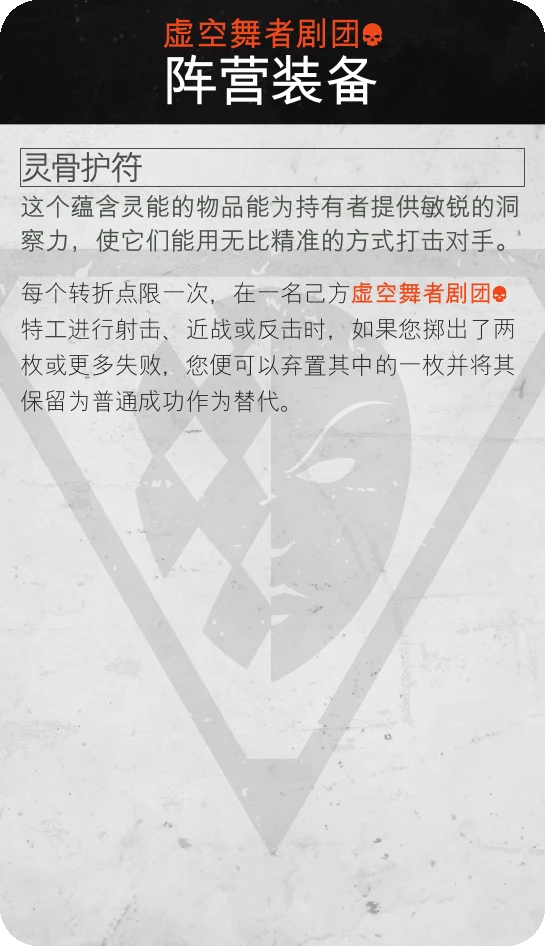 虚空舞者剧团
阵营装备
灵骨护符
这个蕴含灵能的物品能为持有者提供敏锐的洞
察力，使它们能用无比精准的方式打击对手。
每个转折点限一次，在一名己方虚空舞者剧团
特工进行射击、近战或反击时，如果您掷出了两
枚或更多失败，您便可以弃置其中的一枚并将其
保留为普通成功作为替代。